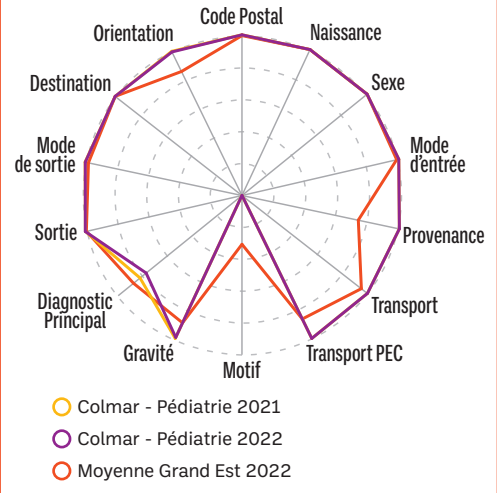 Code Postal
Naissance
Sexe
Mode
d'entrée
Provenance
Transport
Transport PEC
Motif
Gravité
Diagnostic
Principal
Sortie
Mode
de sortie
Destination
Orientation
Colmar - Pédiatrie 2021
Colmar - Pédiatrie 2022
Moyenne Grand Est 2022